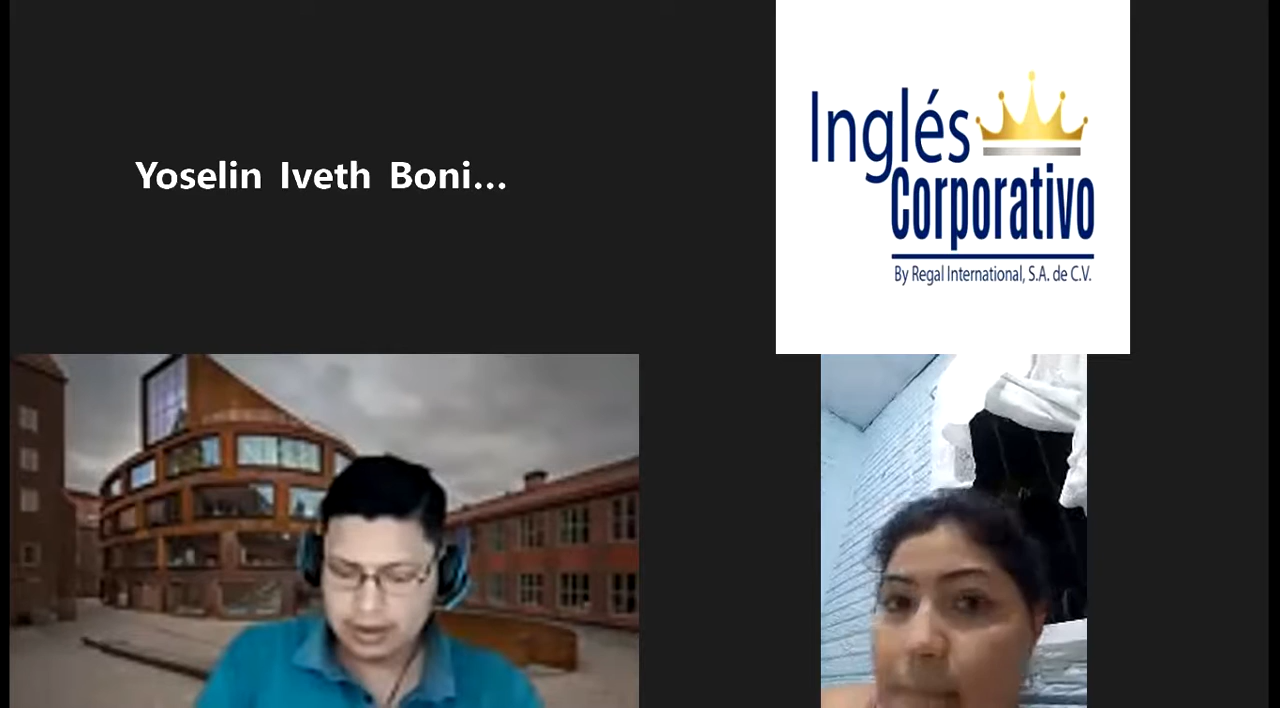 Yoselin Iveth Boni...
Inglés
Corporativo
By Regal International, S.A. de C.V.